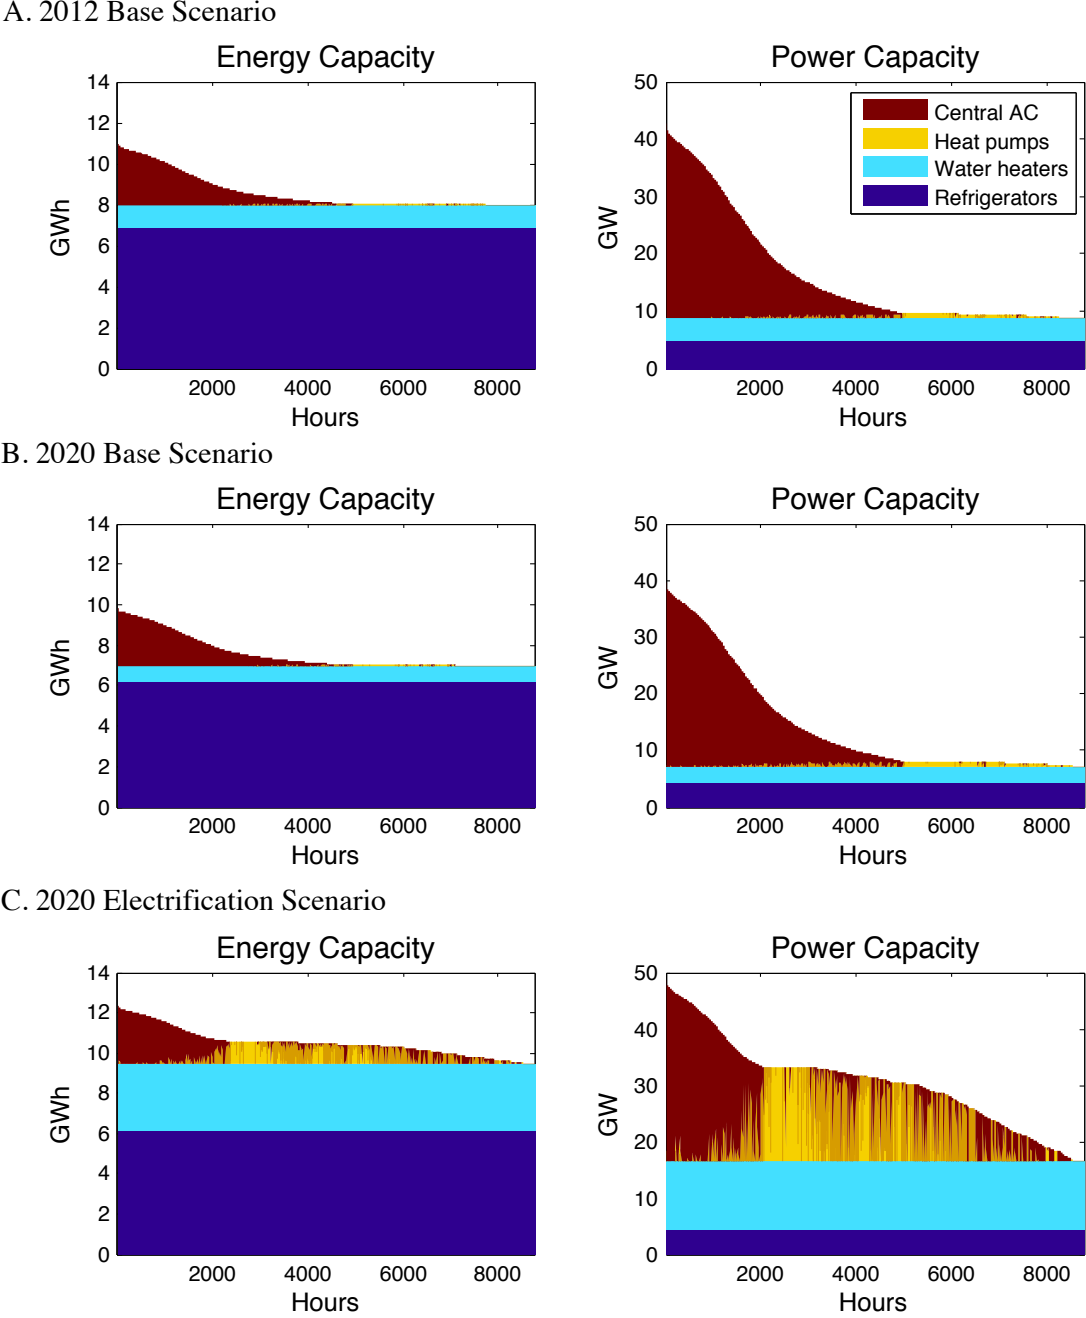 A. 2012 Base Scenario
Energy Capacity
14
12
10
8
6
4
2
0
GWh
2000 4000 6000 8000
Hours
Power Capacity
50
40
30
20
10
0
GW
Central AC
Heat pumps
Water heaters
Refrigerators
2000 4000 6000 8000
Hours
B. 2020 Base Scenario
Energy Capacity
14
12
10
8
6
4
2
0
GWh
2000 4000 6000 8000
Hours
Power Capacity
50
40
30
20
10
0
GW
2000 4000 6000 8000
Hours
C. 2020 Electrification Scenario
Energy Capacity
14
12
10
8
6
4
2
0
GWh
2000 4000 6000 8000
Hours
Power Capacity
50
40
30
20
10
0
GW
2000 4000 6000 8000
Hours